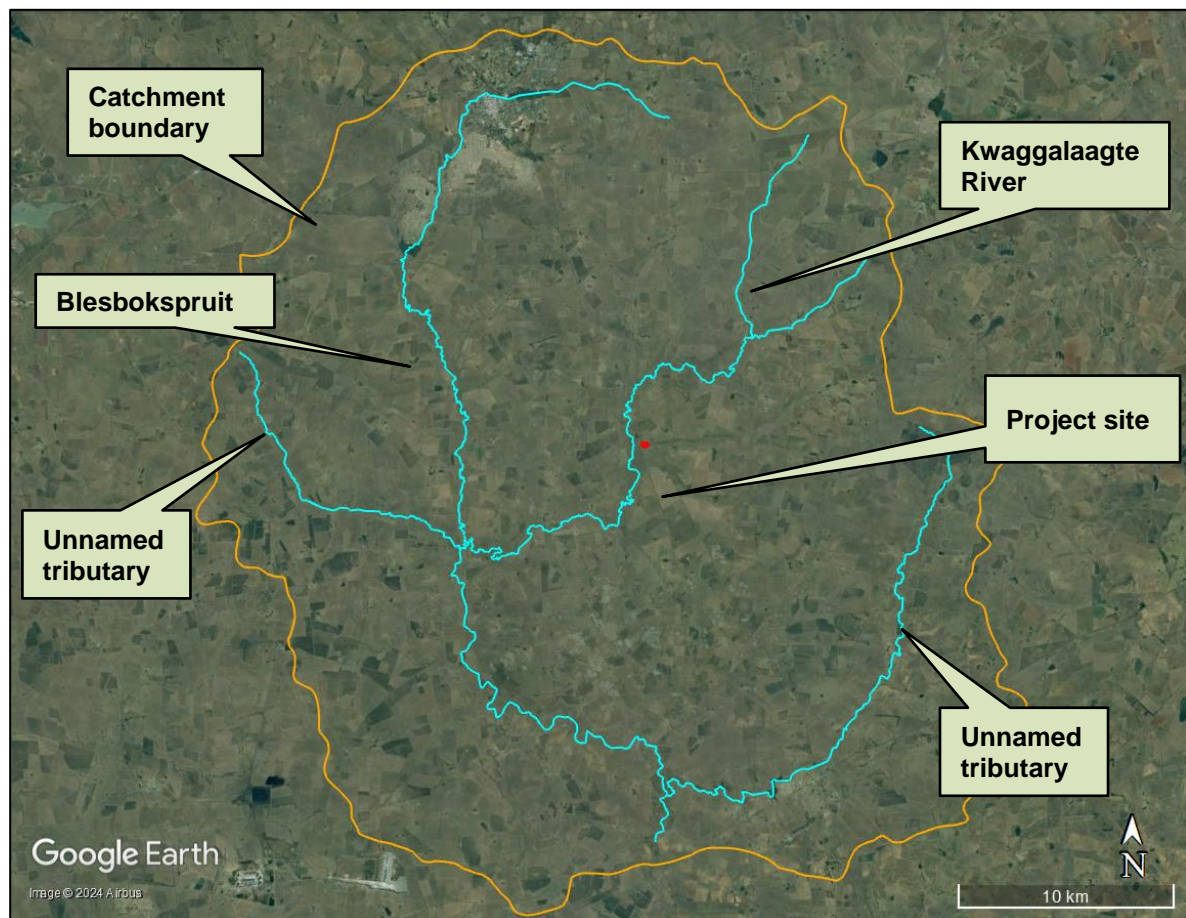 Catchment
boundary
Kwaggalaagte
River
Blesbokspruit
Project site
Unnamed
tributary
Unnamed
tributary
Google Earth
Image © 2024 Airbus
N
10 km